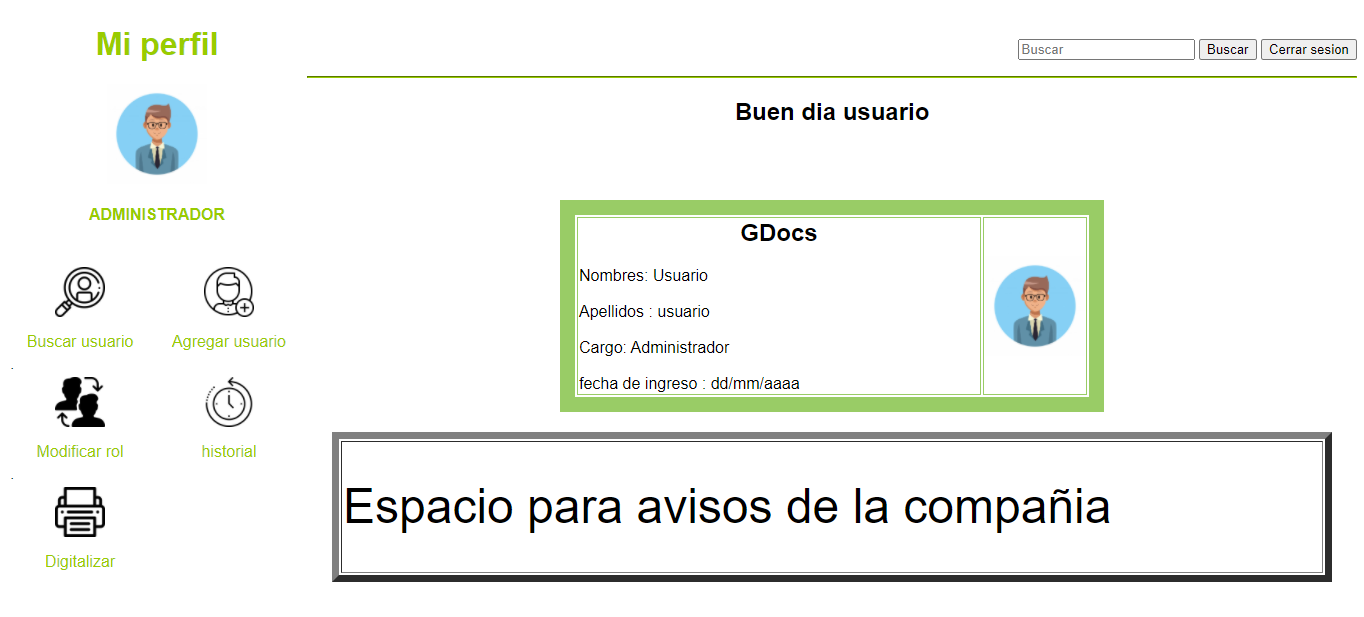 Mi perfil
Buscar Buscar Cerrar sesion
Buen dia usuario
ADMINISTRADOR
GDocs
Nombres: Usuario
Apellidos : usuario
Cargo: Administrador
fecha de ingreso : dd/mm/aaaa
Buscar usuario Agregar usuario
Modificar rol historial
Digitalizar
Espacio para avisos de la compañia